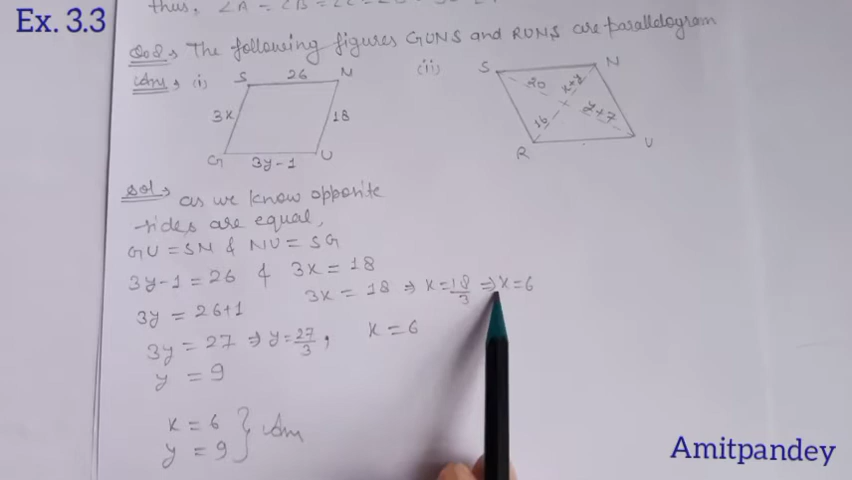 Ex. 3.3
thus, ∠A = ∠B = ∠C =
Q08, The following figures GUNS and RUNS are parallelogram
Ans, (i)
S 26 N
3x 18
G 3y-1 U
(ii)
S N
20 x+y
16 y+7
R U
Sol, as we know opposite
sides are equal,
GU = SN & NU = SG
3y-1 = 26 & 3x = 18
3x = 18 ⇒ x = 18/3 ⇒ x = 6
3y = 26+1
3y = 27 ⇒ y = 27/3, x = 6
y = 9
x = 6
y = 9 } Ans
Amitpandey